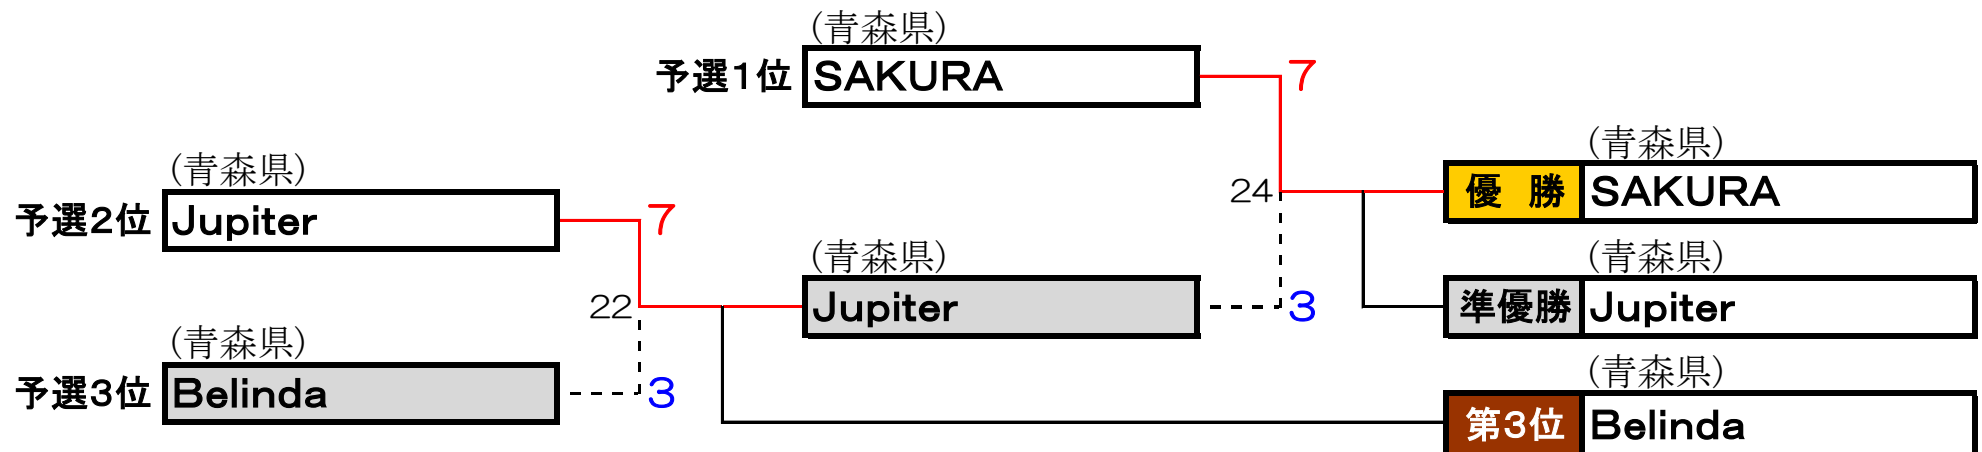 (青森県)
予選1位 SAKURA 7
(青森県)
24 優 勝 SAKURA
(青森県)
予選2位 Jupiter 7
(青森県)
(青森県)
22 Jupiter 3 準優勝 Jupiter
(青森県)
予選3位 Belinda 3
(青森県)
第3位 Belinda